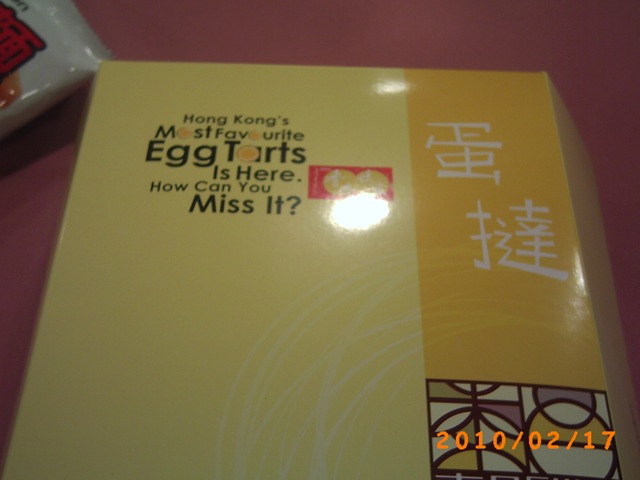 Hong Kong's
Most Favourite
Egg Tarts
Is Here.
How Can You
Miss It?
蛋
撻
2010/02/17